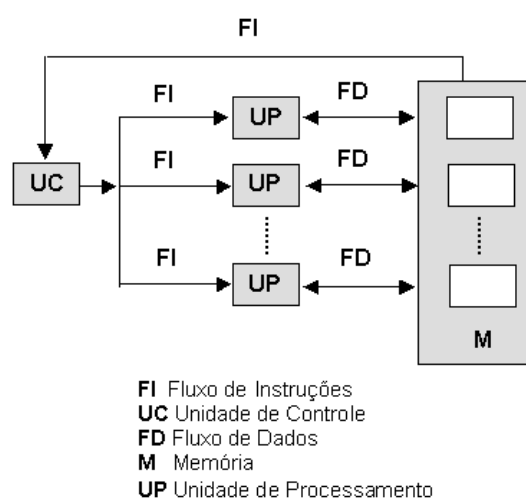 FI
FI
UP
FD
UC
FI
UP
FD
FI
UP
FD
M
FI Fluxo de Instruções
UC Unidade de Controle
FD Fluxo de Dados
M Memória
UP Unidade de Processamento